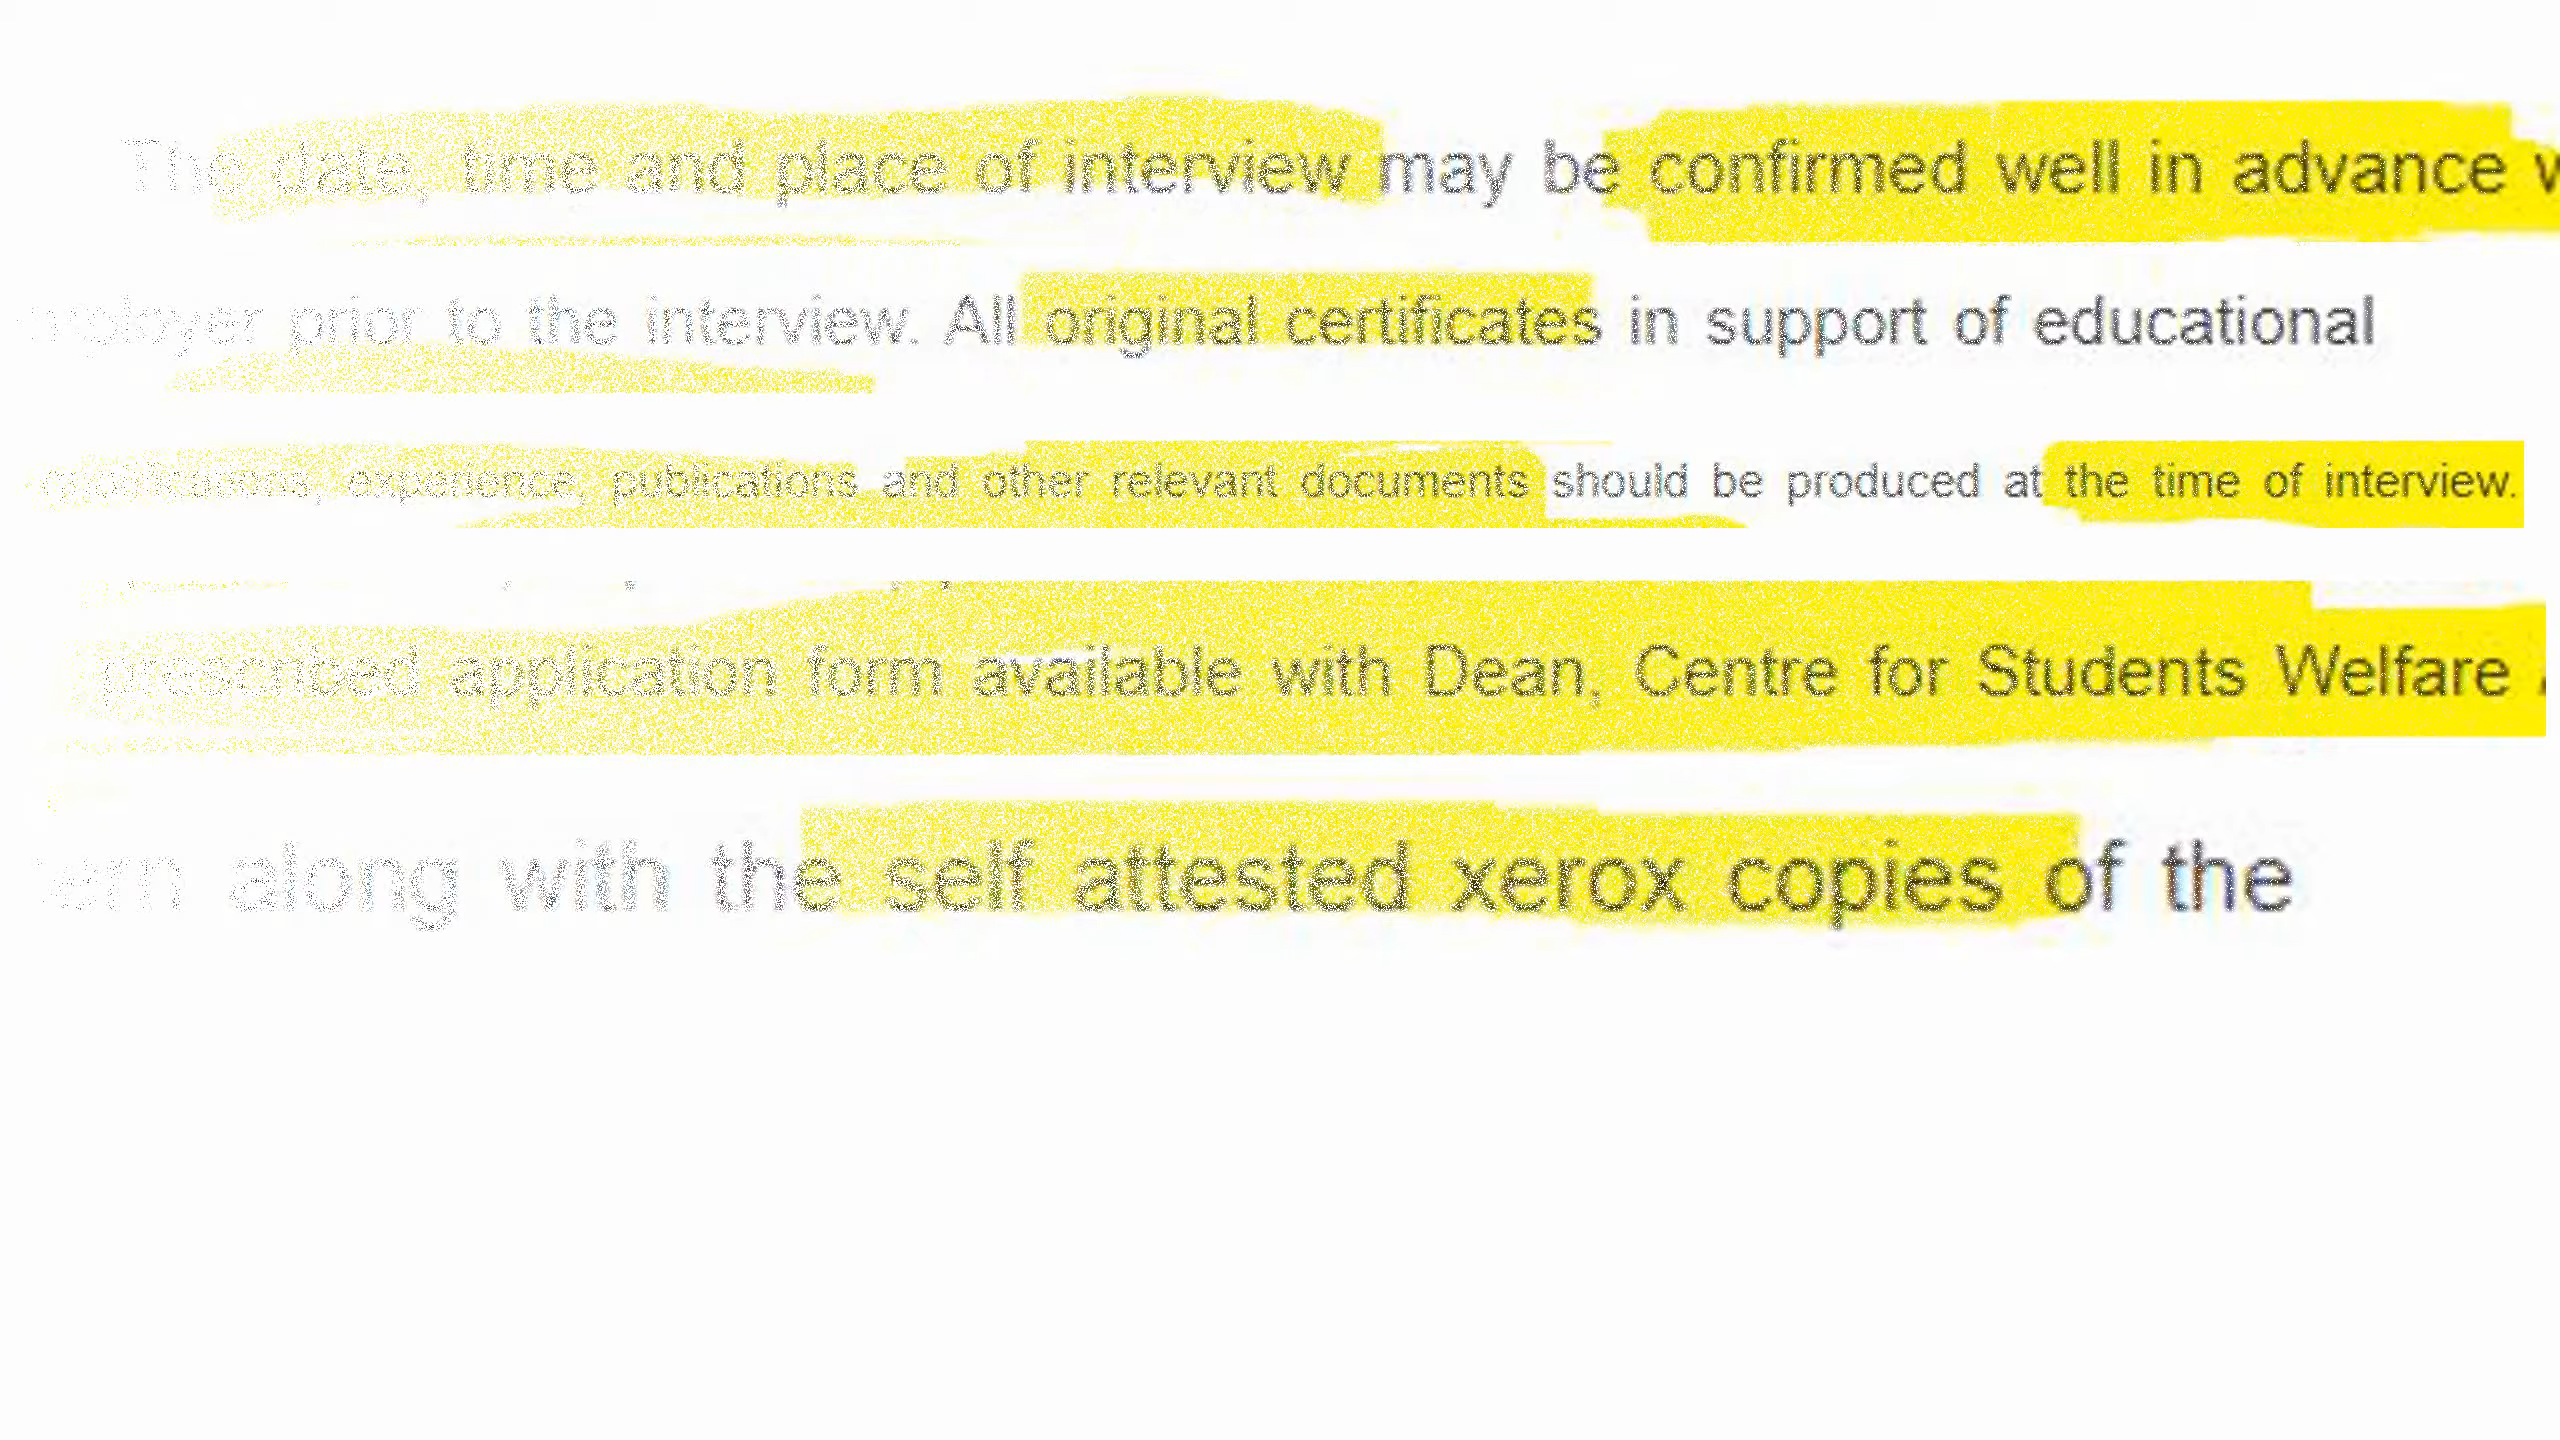 The date, time and place of interview may be confirmed well in advance
prior to the interview. All original certificates in support of educational
qualifications, experience, publications and other relevant documents should be produced at the time of interview.
prescribed application form available with Dean, Centre for Students Welfare
along with the self attested xerox copies of the